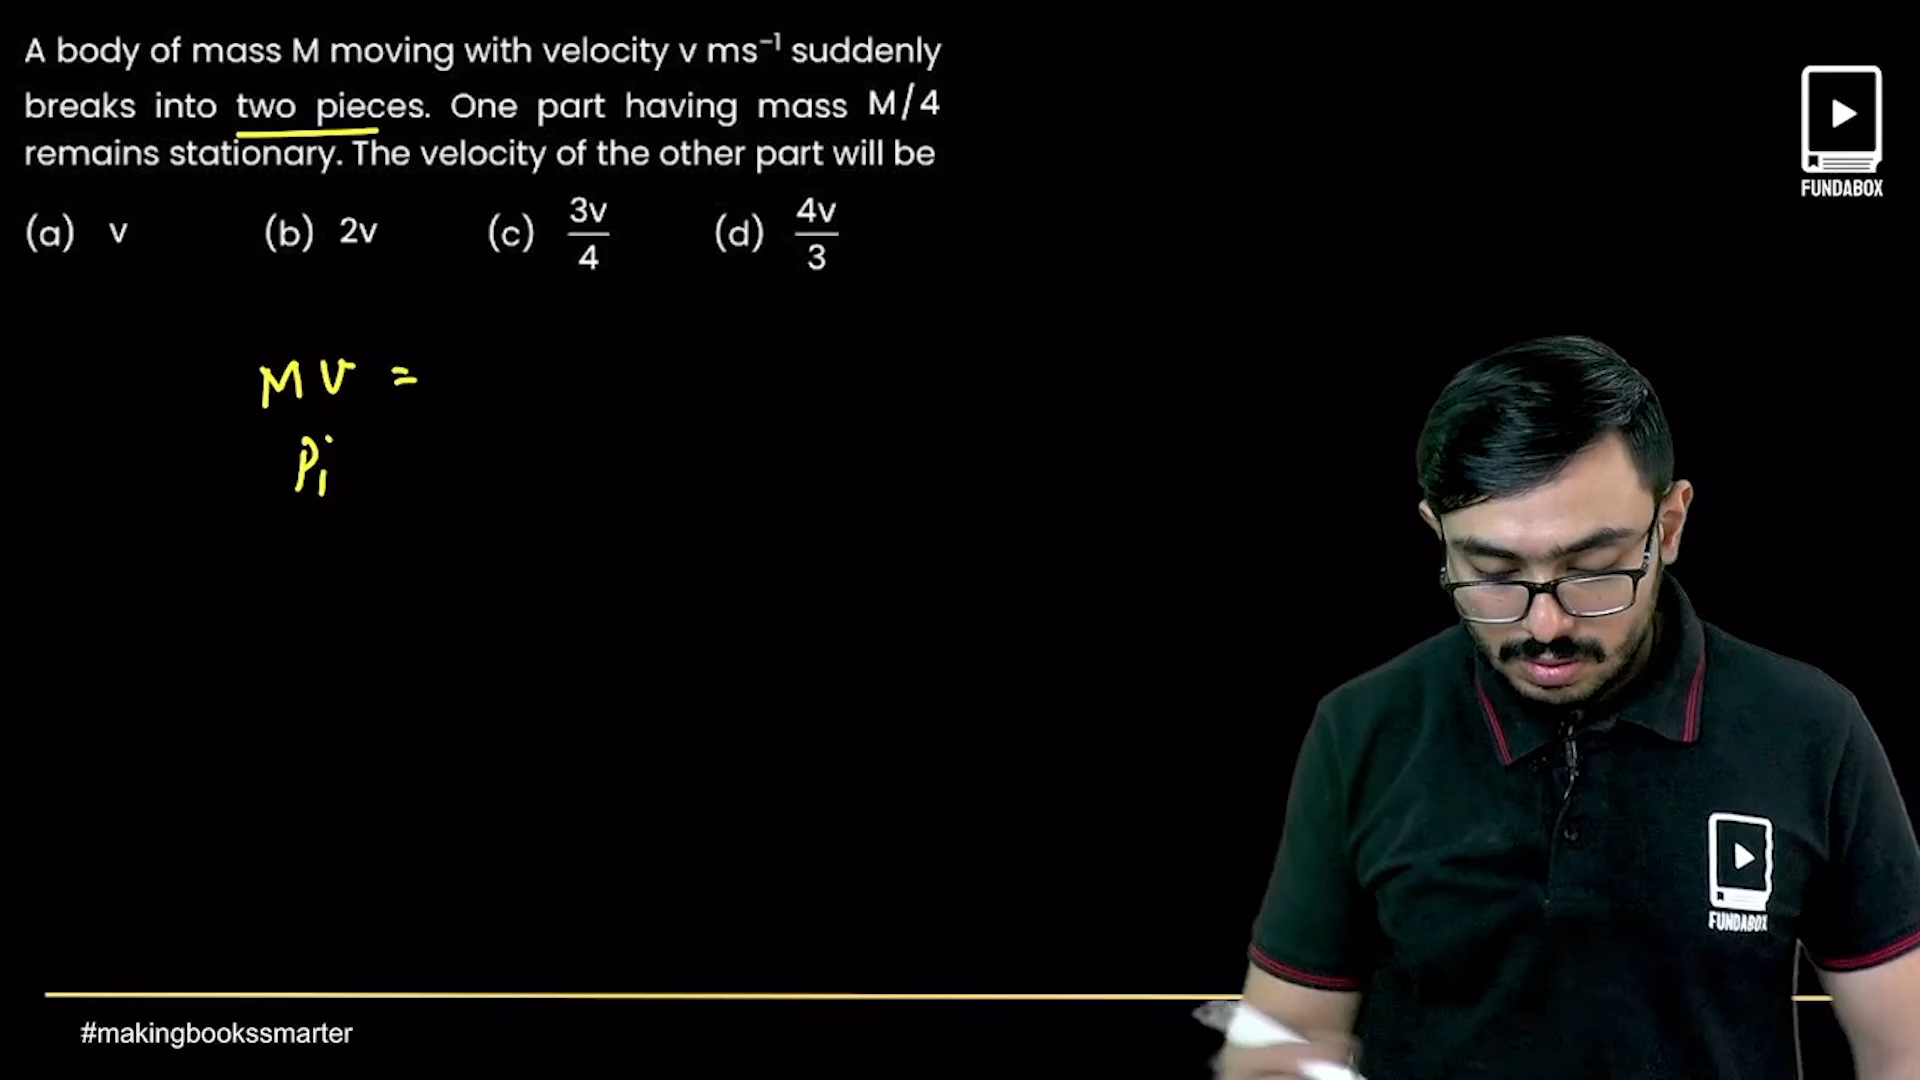 A body of mass M moving with velocity v ms⁻¹ suddenly
breaks into two pieces. One part having mass M/4
remains stationary. The velocity of the other part will be
(a) v (b) 2v (c) 3v/4 (d) 4v/3
FUNDABOX
M v =
Pi
FUNDABOX
#makingbookssmarter